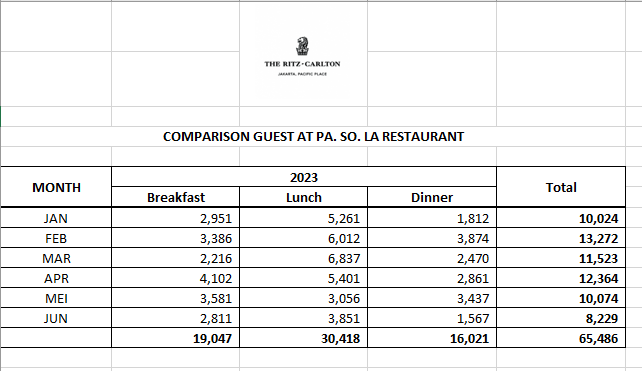 THE RITZ-CARLTON
JAKARTA, PACIFIC PLACE
COMPARISON GUEST AT PA. SO. LA RESTAURANT
MONTH 2023 Total
Breakfast Lunch Dinner
JAN 2,951 5,261 1,812 10,024
FEB 3,386 6,012 3,874 13,272
MAR 2,216 6,837 2,470 11,523
APR 4,102 5,401 2,861 12,364
MEI 3,581 3,056 3,437 10,074
JUN 2,811 3,851 1,567 8,229
19,047 30,418 16,021 65,486